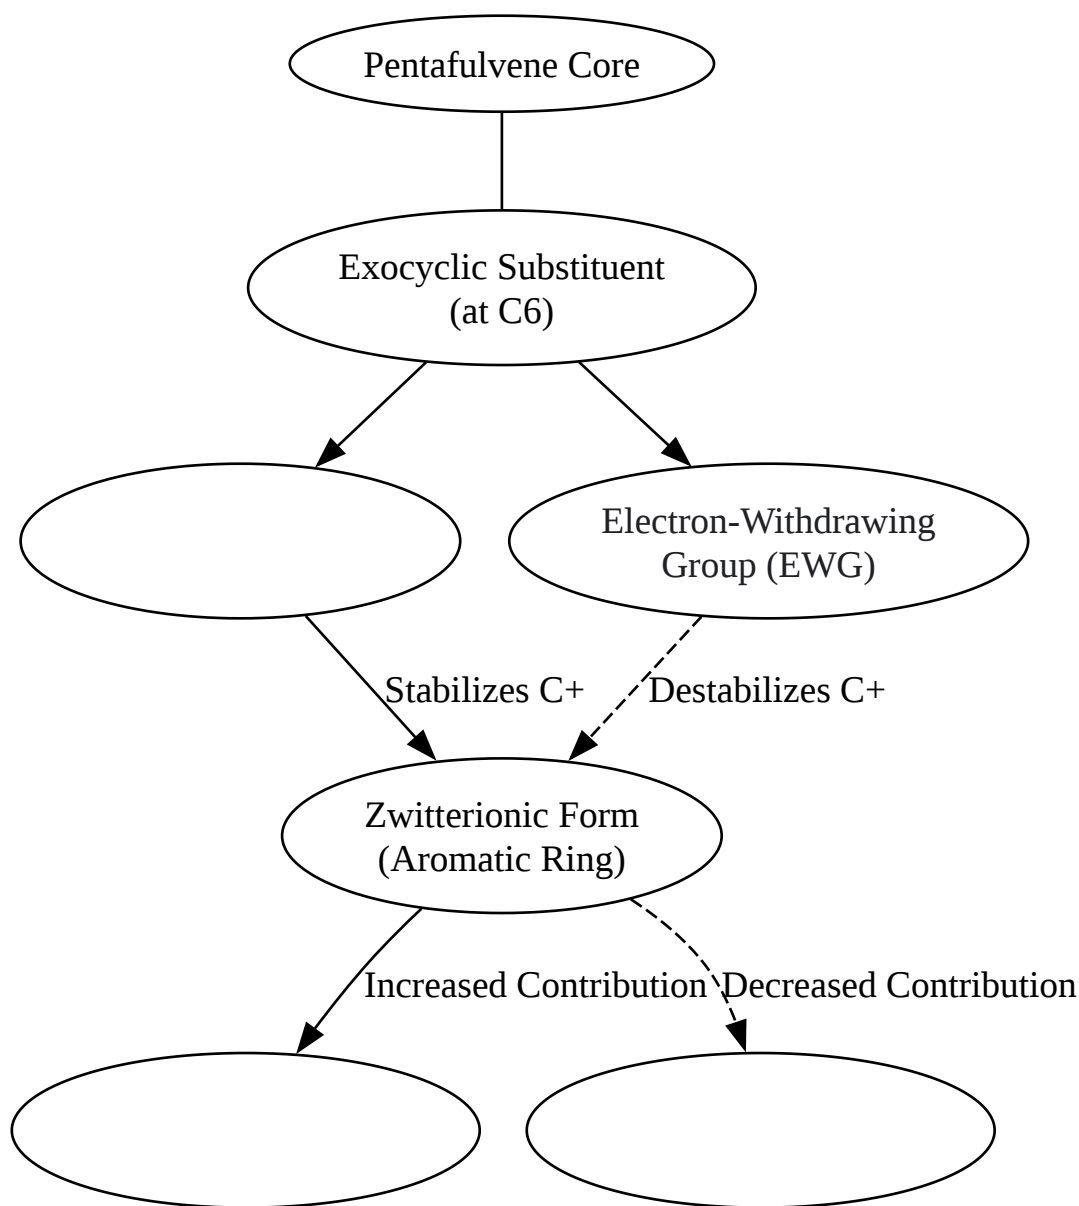 Pentafulvene Core
Exocyclic Substituent
(at C6)
Electron-Withdrawing
Group (EWG)
Stabilizes C+
Destabilizes C+
Zwitterionic Form
(Aromatic Ring)
Increased Contribution
Decreased Contribution